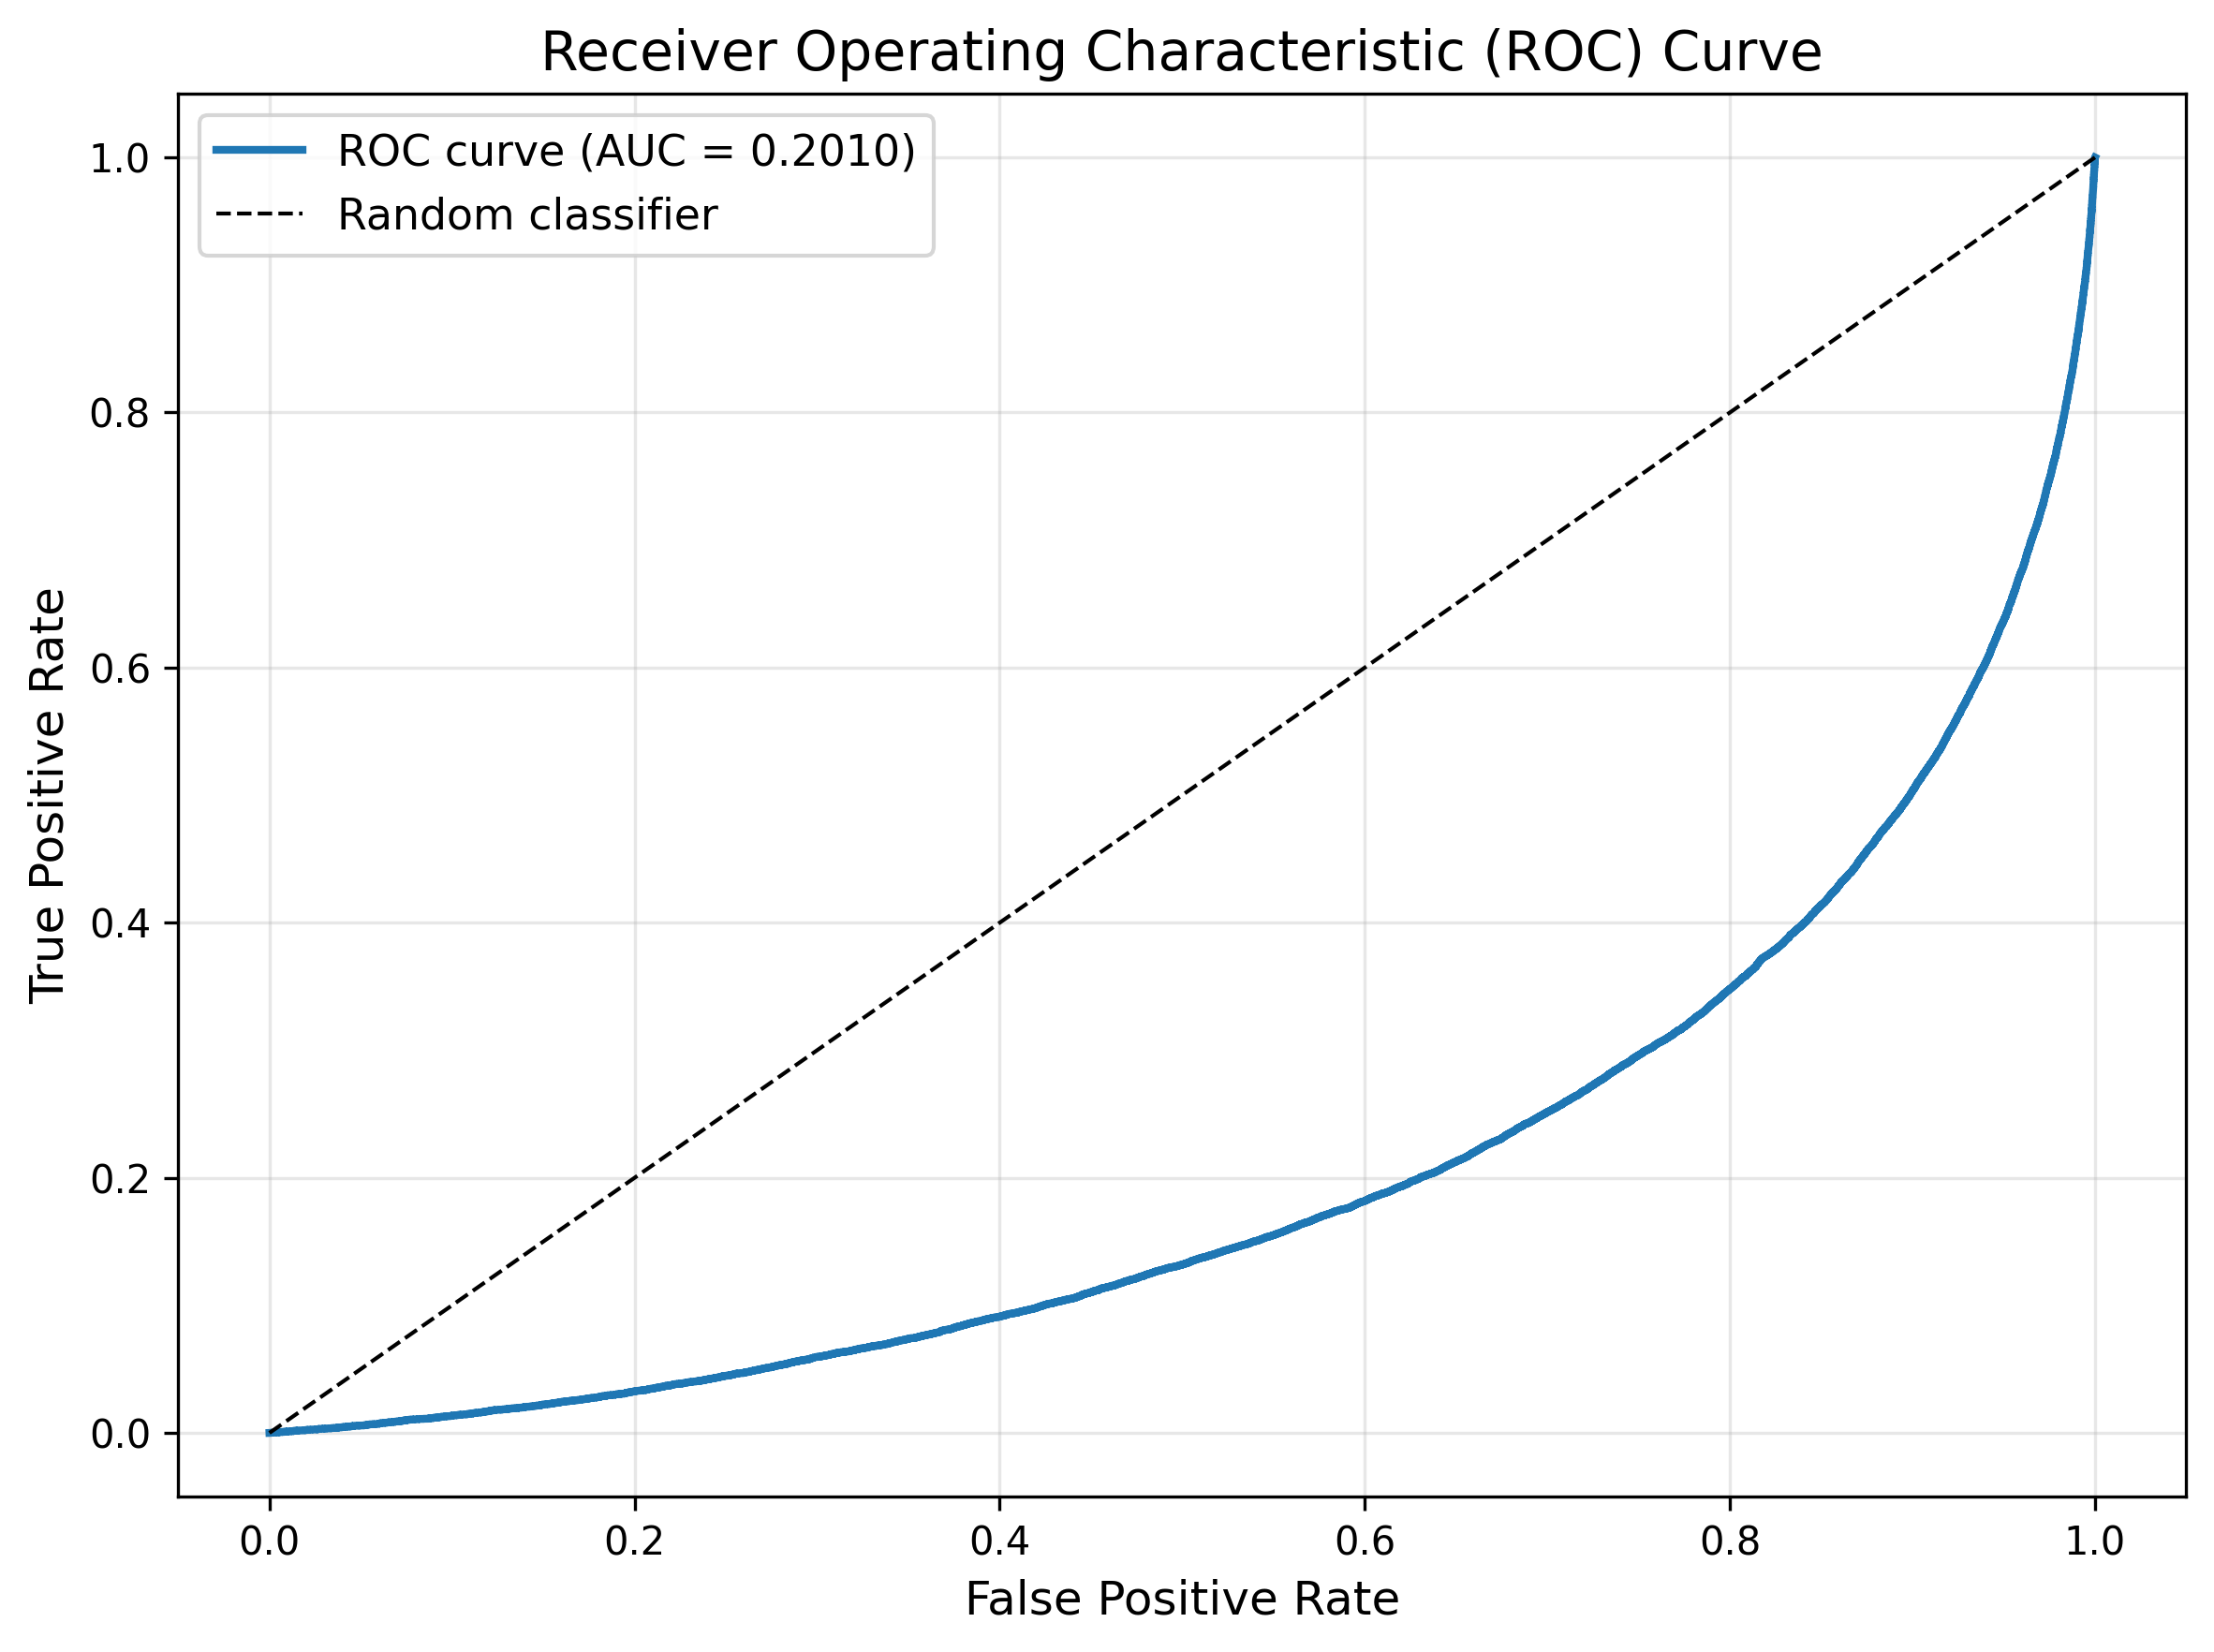 Receiver Operating Characteristic (ROC) Curve
ROC curve (AUC = 0.2010)
Random classifier
True Positive Rate
1.0
0.8
0.6
0.4
0.2
0.0
0.0 0.2 0.4 0.6 0.8 1.0
False Positive Rate